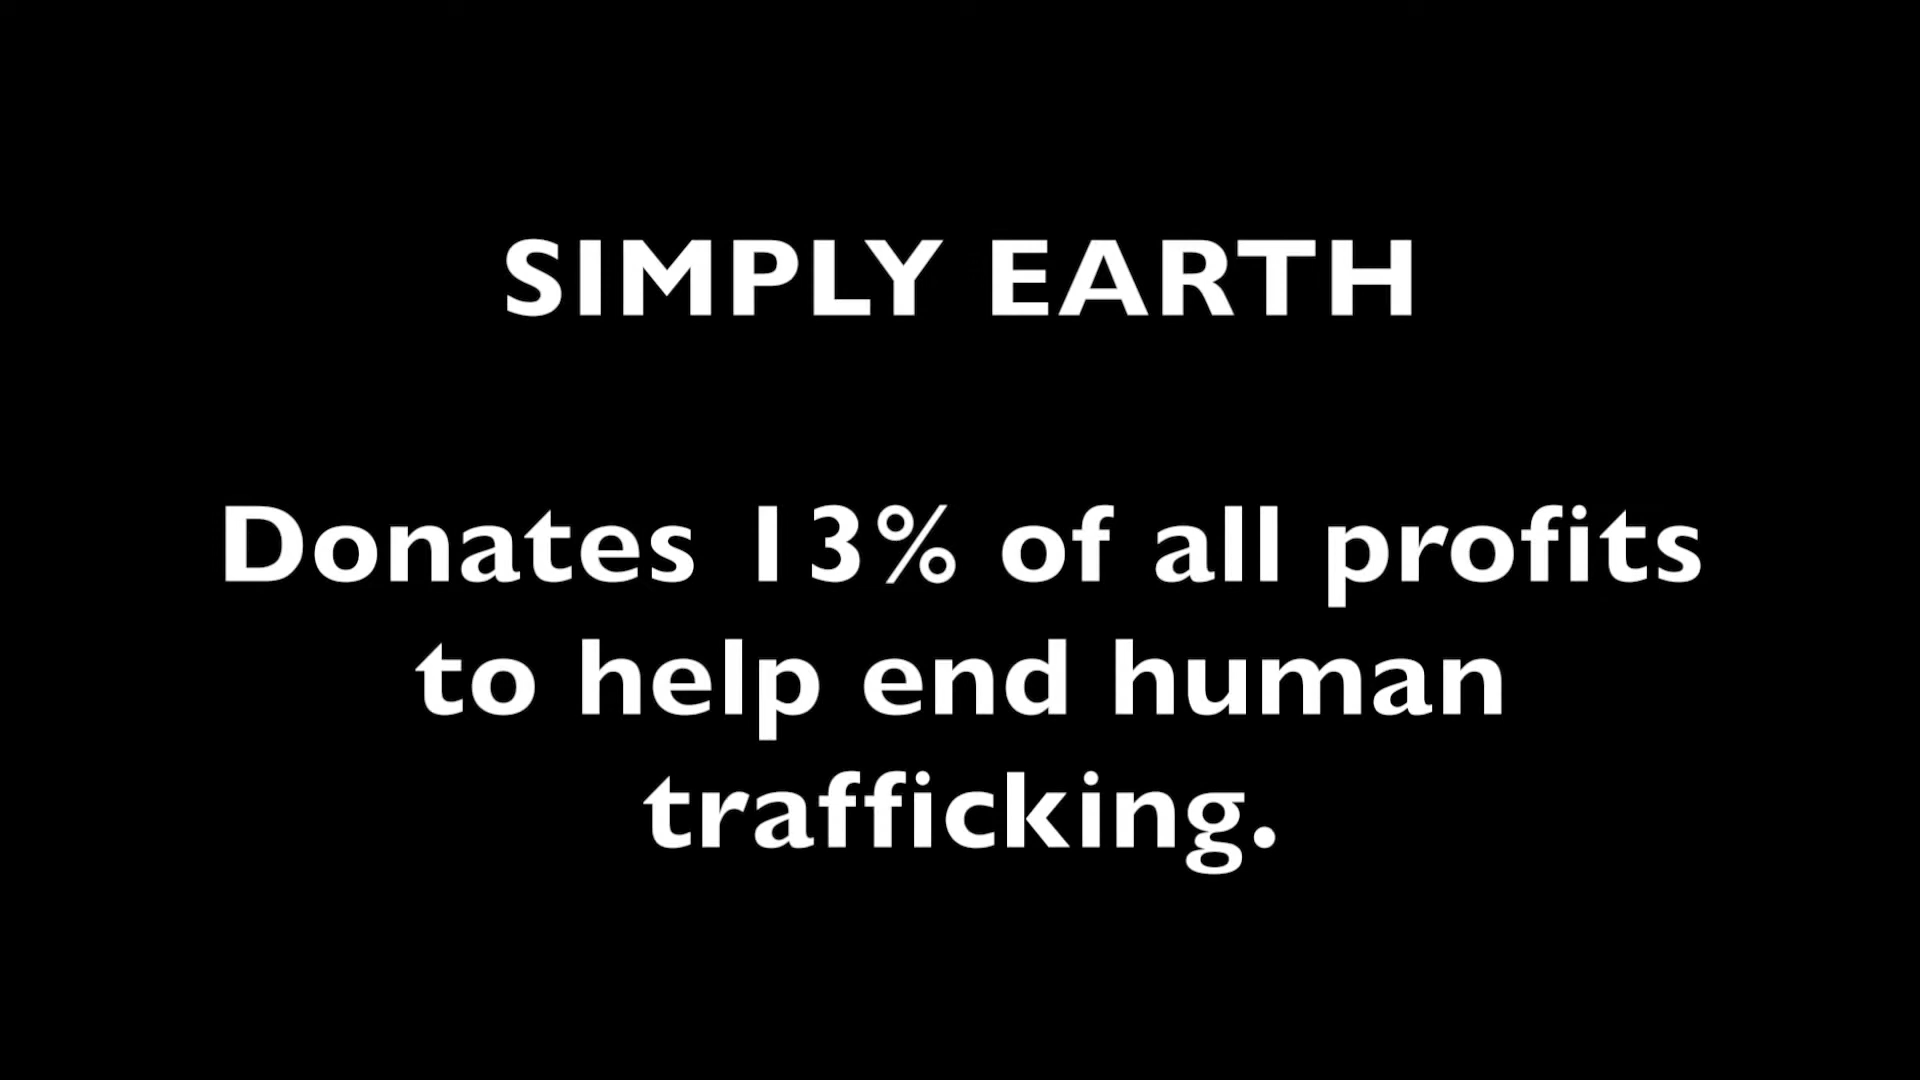 SIMPLY EARTH
Donates 13% of all profits
to help end human
trafficking.